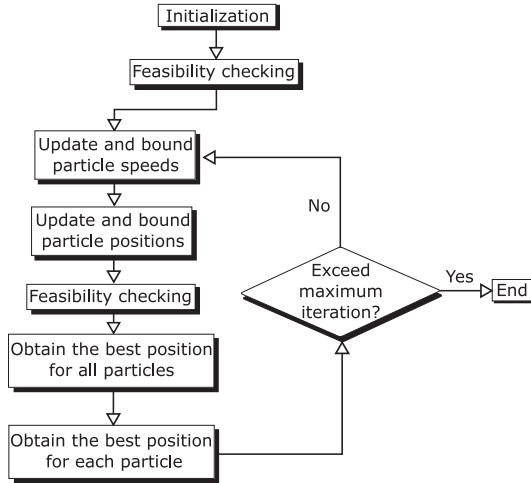 Initialization
Feasibility checking
Update and bound
particle speeds
Update and bound
particle positions
Feasibility checking
Obtain the best position
for all particles
Obtain the best position
for each particle
Exceed
maximum
iteration?
No
Yes
End